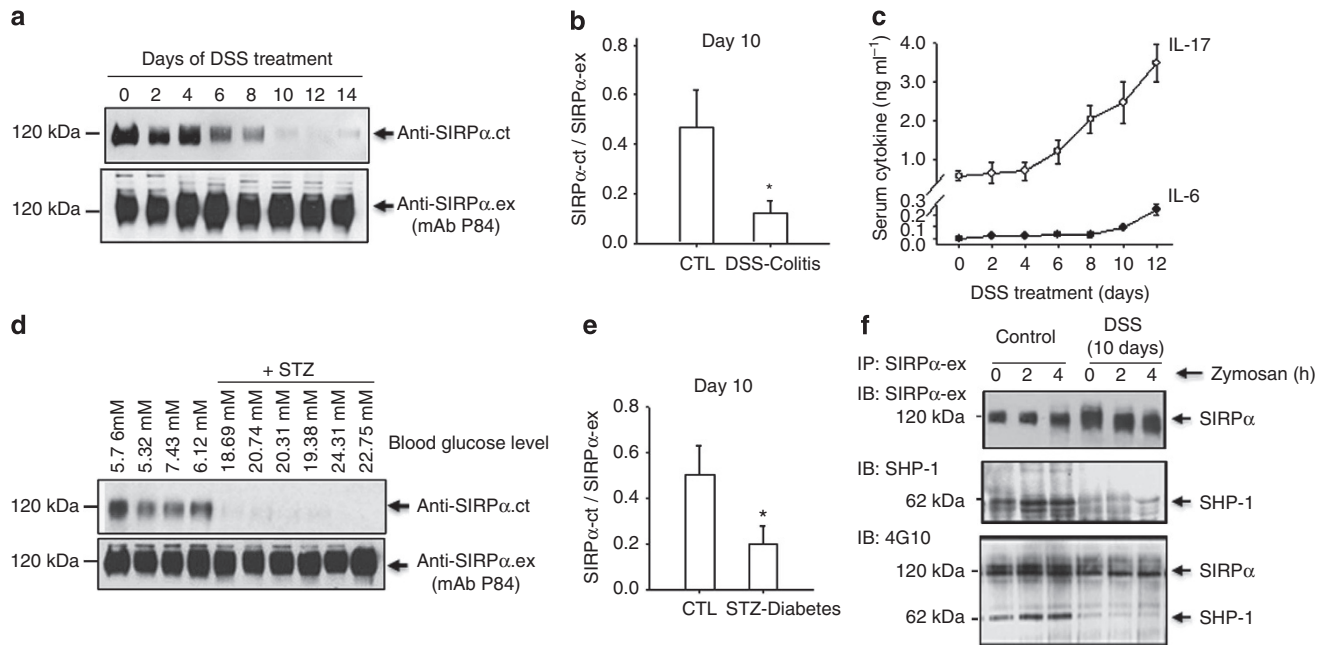 a
Days of DSS treatment
0 2 4 6 8 10 12 14
120 kDa
Anti-SIRPα.ct
120 kDa
Anti-SIRPα.ex
(mAb P84)
b
Day 10
SIRPα-ct / SIRPα-ex
0.8
0.6
0.4
0.2
0.0
*
CTL DSS-Colitis
c
Serum cytokine (ng ml⁻¹)
4.0
3.0
2.0
1.0
0.3
0.2
0.1
0.0
IL-17
IL-6
0 2 4 6 8 10 12
DSS treatment (days)
d
+ STZ
5.7 6mM
5.32 mM
7.43 mM
6.12 mM
18.69 mM
20.74 mM
20.31 mM
19.38 mM
24.31 mM
22.75 mM
Blood glucose level
120 kDa
Anti-SIRPα.ct
120 kDa
Anti-SIRPα.ex
(mAb P84)
e
Day 10
SIRPα-ct / SIRPα-ex
0.8
0.6
0.4
0.2
0.0
*
CTL STZ-Diabetes
f
Control
DSS
(10 days)
IP: SIRPα-ex
0 2 4 0 2 4
Zymosan (h)
IB: SIRPα-ex
120 kDa
SIRPα
IB: SHP-1
62 kDa
SHP-1
IB: 4G10
120 kDa
SIRPα
62 kDa
SHP-1